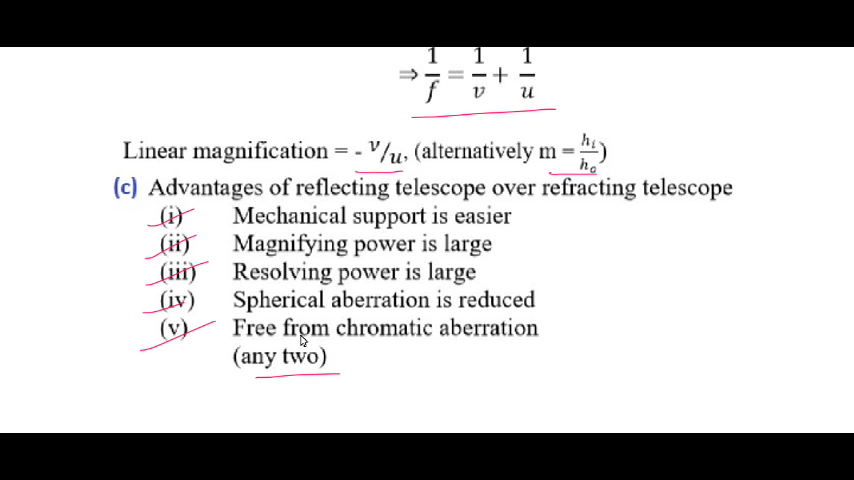 ⇒ 1/f = 1/v + 1/u
Linear magnification = - v/u, (alternatively m = hi/ho)
(c) Advantages of reflecting telescope over refracting telescope
(i) Mechanical support is easier
(ii) Magnifying power is large
(iii) Resolving power is large
(iv) Spherical aberration is reduced
(v) Free from chromatic aberration
(any two)